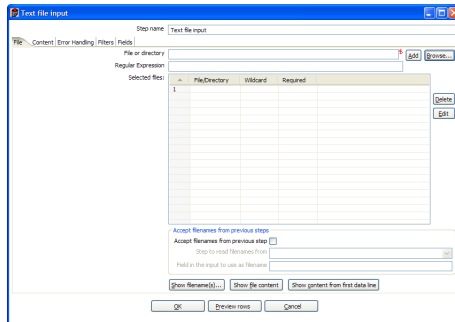 Text file input
Step name Text file input
File Content Error Handling Filters Fields
File or directory Add Browse...
Regular Expression
Selected files: File/Directory Wildcard Required
1
Delete
Edit
Accept filenames from previous steps
Accept filenames from previous step
Step to read filenames from
Field in the input to use as filename
Show filename(s)... Show file content Show content from first data line
OK Preview rows Cancel